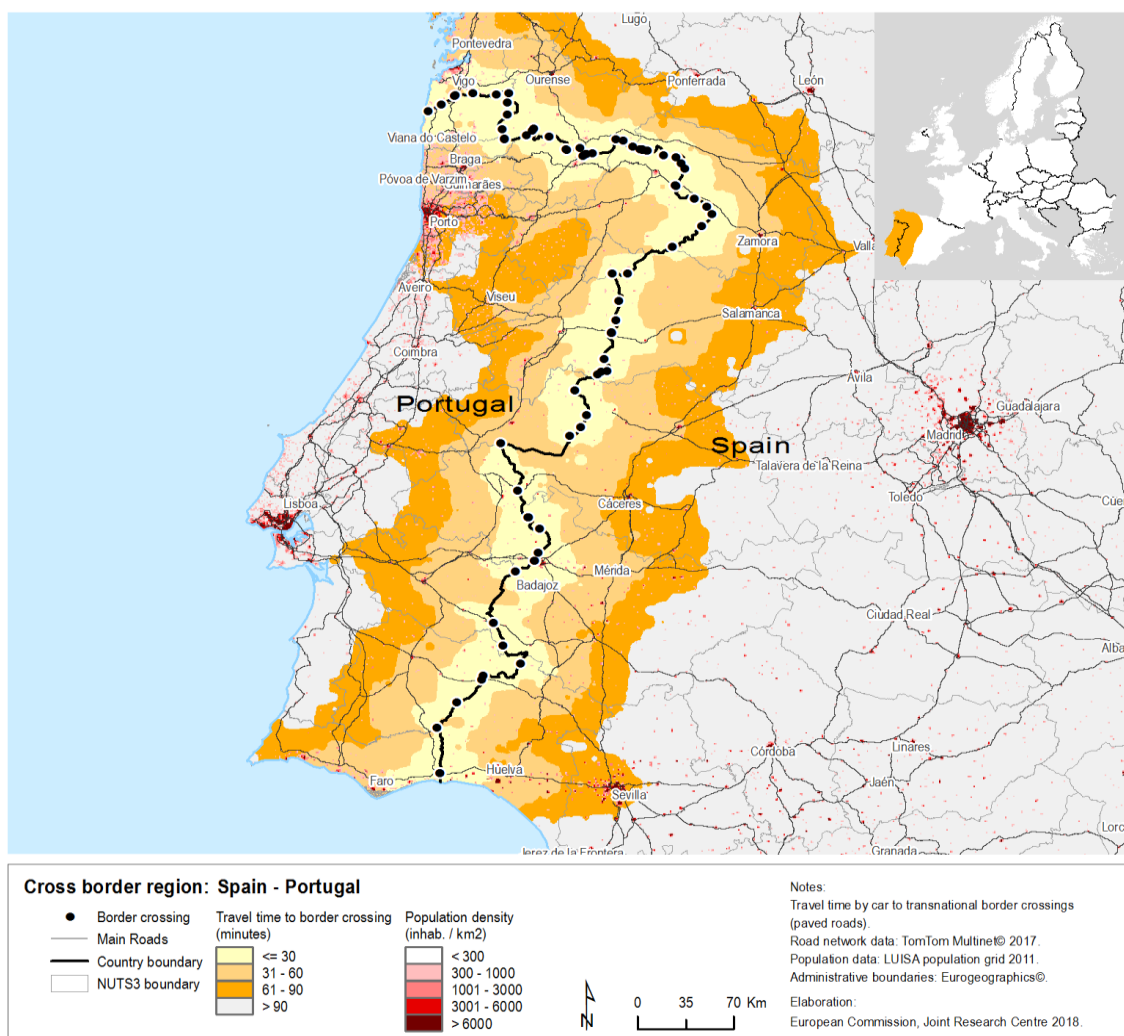 Lugo
Pontevedra
Vigo
Ourense
Ponferrada
León
Viana do Castelo
Braga
Póvoa de Varzim
Guimarães
Porto
Zamora
Valla
Aveiro
Viseu
Salamanca
Coimbra
Ávila
Portugal
Guadalajara
Madrid
Spain
Talavera de la Reina
Toledo
Cue
Lisboa
Cáceres
Badajoz
Mérida
Ciudad Real
Alba
Córdoba
Linares
Faro
Huelva
Jaén
Sevilla
Lorc
Jerez de la Frontera
Granada
Cross border region: Spain - Portugal
Border crossing
Main Roads
Country boundary
NUTS3 boundary
Travel time to border crossing
(minutes)
<= 30
31 - 60
61 - 90
> 90
Population density
(inhab. / km2)
< 300
300 - 1000
1001 - 3000
3001 - 6000
> 6000
N
0 35 70 Km
Notes:
Travel time by car to transnational border crossings
(paved roads).
Road network data: TomTom Multinet© 2017.
Population data: LUISA population grid 2011.
Administrative boundaries: Eurogeographics©.
Elaboration:
European Commission, Joint Research Centre 2018.